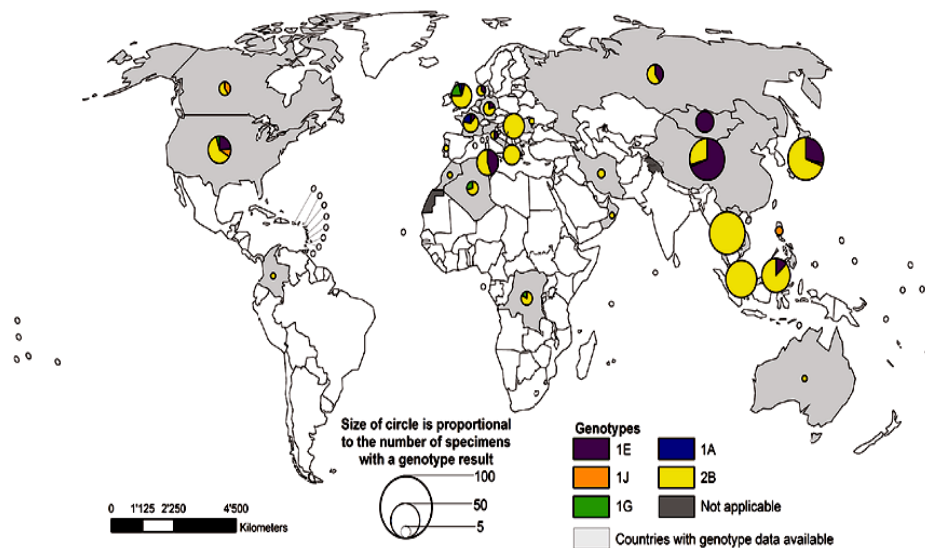 Size of circle is proportional
to the number of specimens
with a genotype result
100
50
5
0 1'125 2'250 4'500
Kilometers
Genotypes
1E 1A
1J 2B
1G Not applicable
Countries with genotype data available